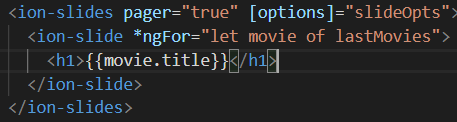 <ion-slides pager="true" [options]="slideOpts">
<ion-slide *ngFor="let movie of lastMovies">
<h1>{{movie.title}}</h1>
</ion-slide>
</ion-slides>